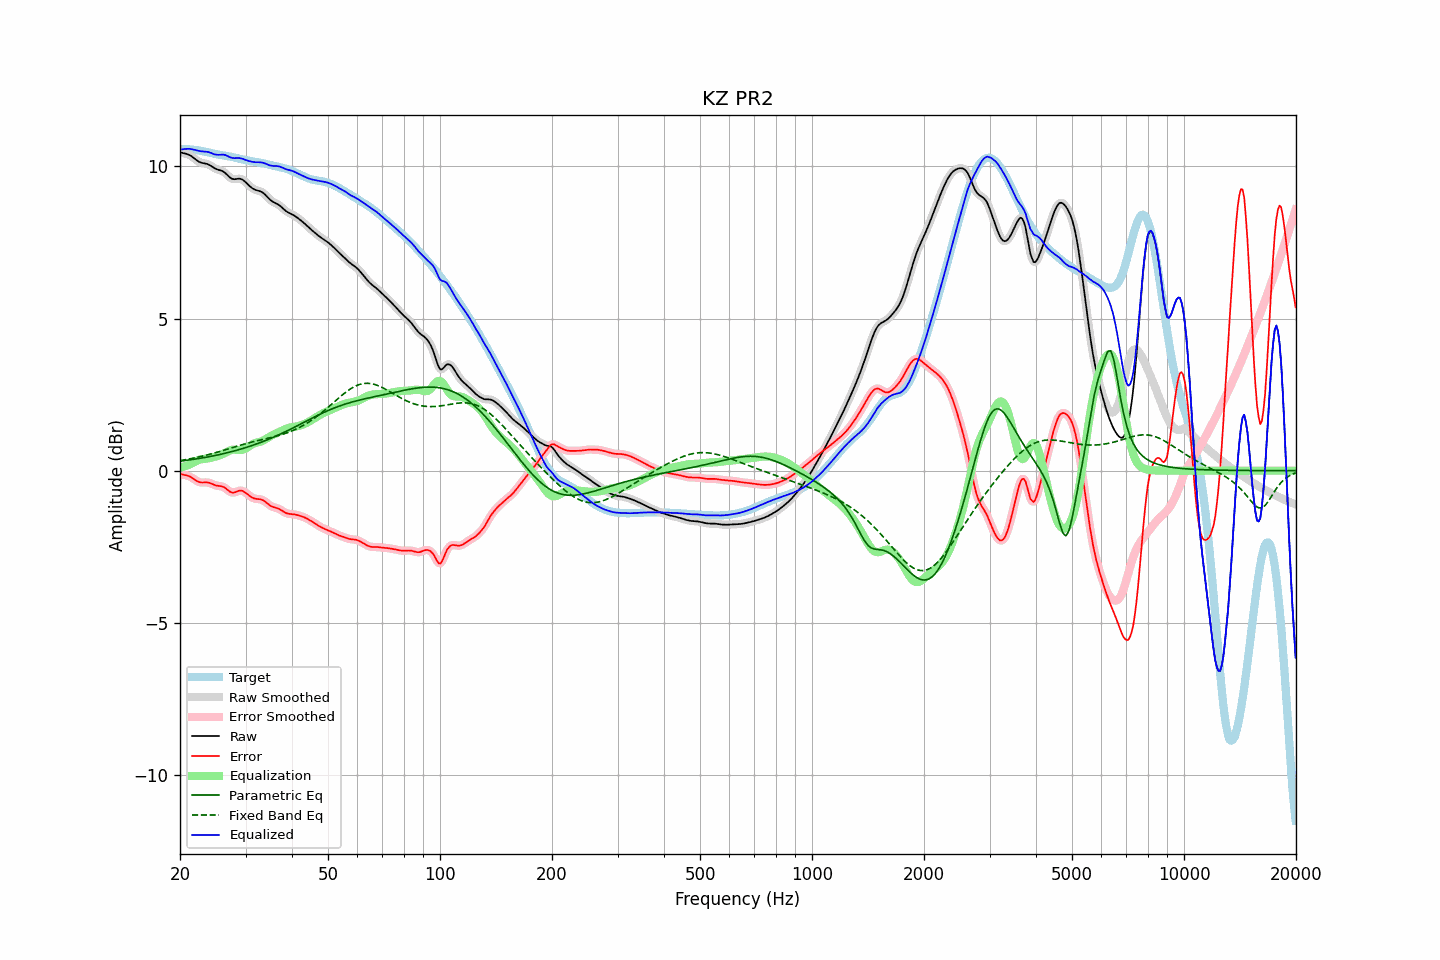 KZ PR2
10
5
0
−5
−10
Amplitude (dBr)
20
50
100
200
500
1000
2000
5000
10000
20000
Frequency (Hz)
Target
Raw Smoothed
Error Smoothed
Raw
Error
Equalization
Parametric Eq
Fixed Band Eq
Equalized